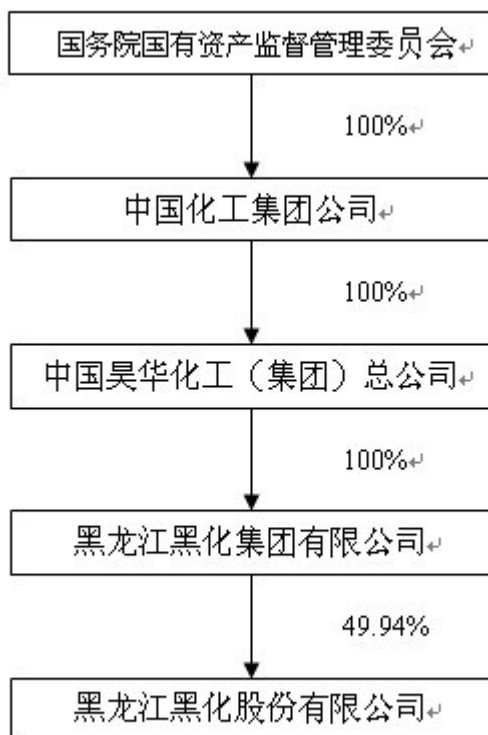 国务院国有资产监督管理委员会
100%
中国化工集团公司
100%
中国昊华化工（集团）总公司
100%
黑龙江黑化集团有限公司
49.94%
黑龙江黑化股份有限公司